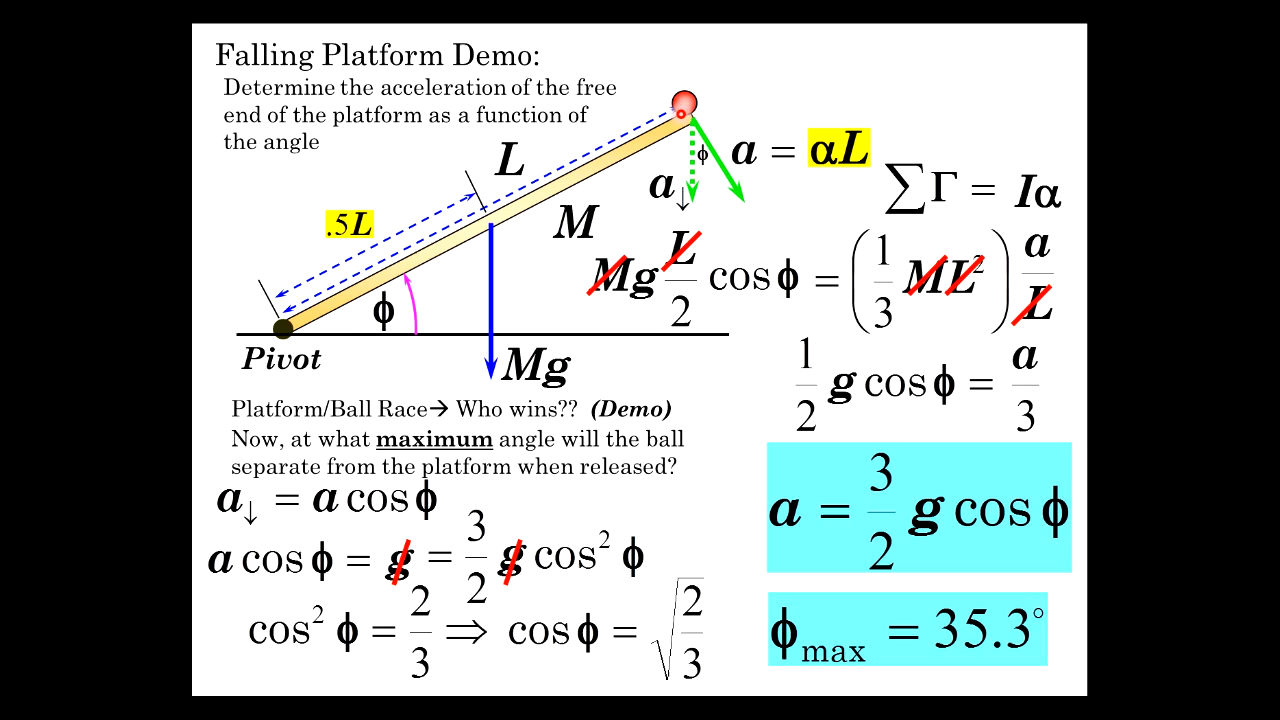 Falling Platform Demo:
Determine the acceleration of the free
end of the platform as a function of
the angle
L
.5L
M
ϕ
a↓
ϕ
a = αL
∑Γ = Iα
Mg L/2 cos ϕ = (1/3 ML²) a/L
Pivot
Mg
1/2 g cos ϕ = a/3
Platform/Ball Race→ Who wins?? (Demo)
Now, at what maximum angle will the ball
separate from the platform when released?
a↓ = a cos ϕ
a cos ϕ = g = 3/2 g cos² ϕ
cos² ϕ = 2/3 ⇒ cos ϕ = √(2/3)
a = 3/2 g cos ϕ
ϕmax = 35.3°